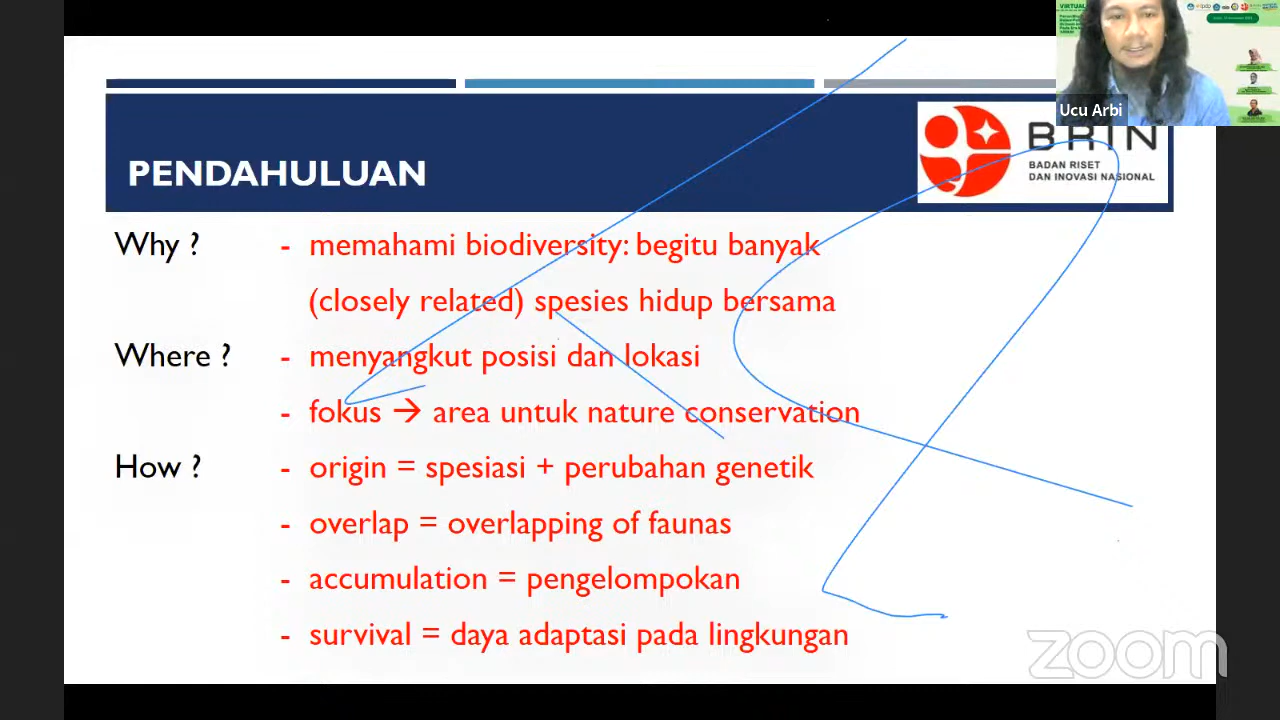 VIRTUAL
Ucu Arbi
BRIN
BADAN RISET
DAN INOVASI NASIONAL
PENDAHULUAN
Why ? - memahami biodiversity: begitu banyak
(closely related) spesies hidup bersama
Where ? - menyangkut posisi dan lokasi
- fokus → area untuk nature conservation
How ? - origin = spesiasi + perubahan genetik
- overlap = overlapping of faunas
- accumulation = pengelompokan
- survival = daya adaptasi pada lingkungan
zoom